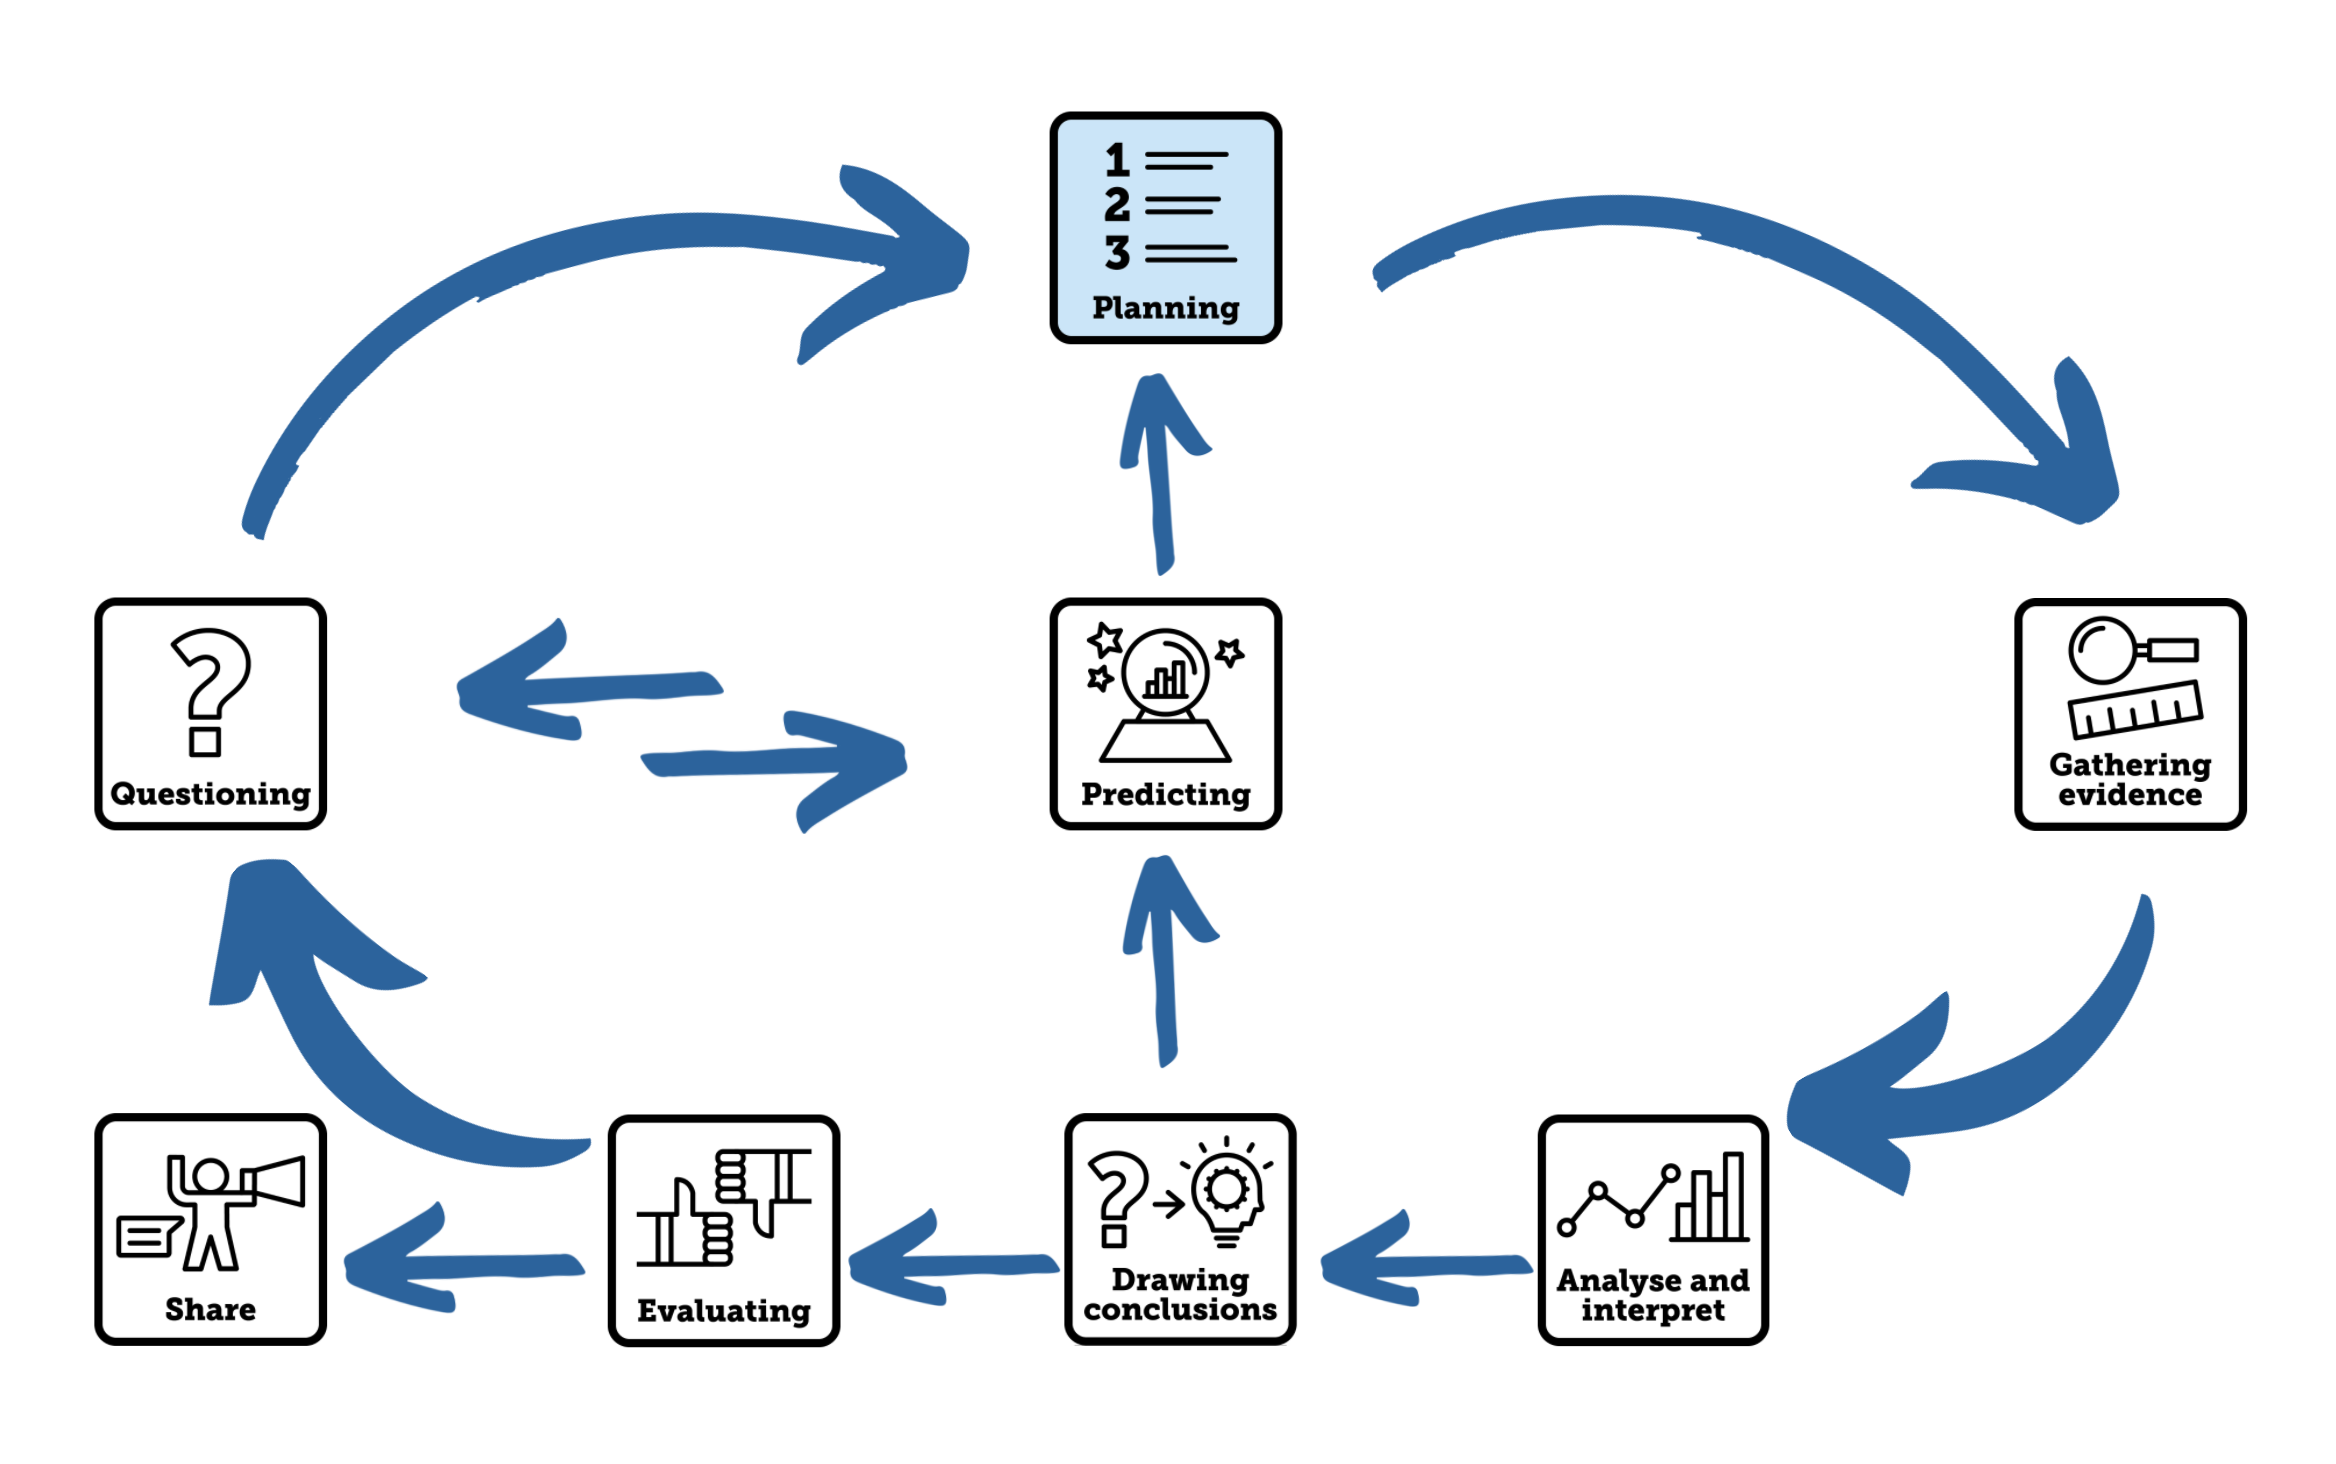 1
2
3
Planning
Questioning
Predicting
Gathering
evidence
Share
Evaluating
Drawing
conclusions
Analyse and
interpret